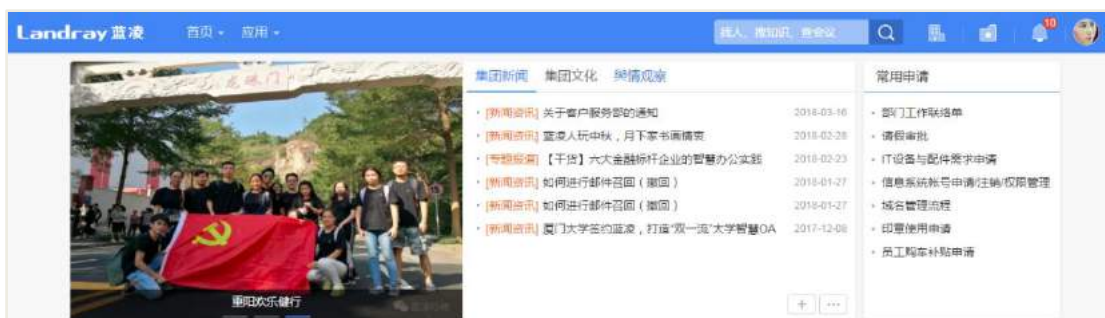 Landray 蓝凌
首页
应用
找人、搜知识、查会议
10
龙脉门
重阳欢乐健行
集团新闻 集团文化 舆情观察
[新闻资讯] 关于客户服务部的通知 2018-03-16
[新闻资讯] 蓝凌人玩中秋，月下家书画情衷 2018-02-28
[专题报道] 【干货】六大金融标杆企业的智慧办公实践 2018-02-23
[新闻资讯] 如何进行邮件召回（撤回） 2018-01-27
[新闻资讯] 如何进行邮件召回（撤回） 2018-01-27
[新闻资讯] 厦门大学签约蓝凌，打造“双一流”大学智慧OA 2017-12-08
常用申请
部门工作联络单
请假审批
IT设备与配件需求申请
信息系统帐号申请/注销/权限管理
域名管理流程
印章使用申请
员工购车补贴申请